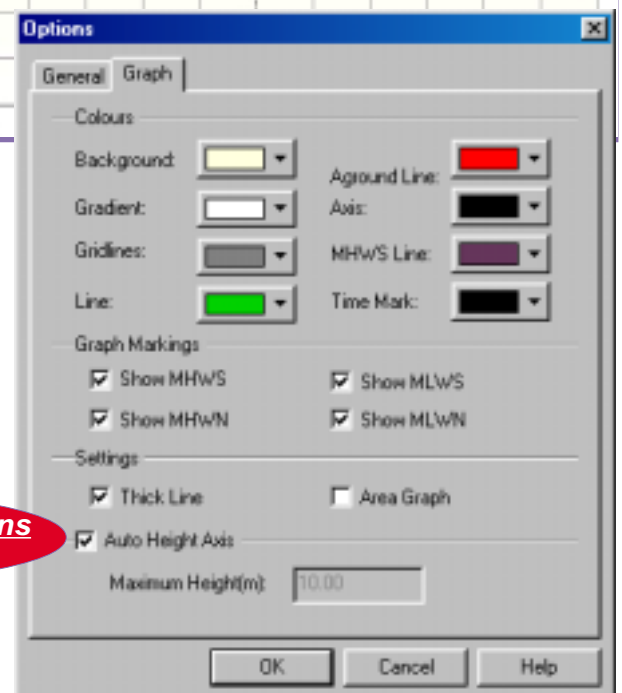 Options
General Graph
Colours
Background:
Aground Line:
Gradient:
Axis:
Gridlines:
MHWS Line:
Line:
Time Mark:
Graph Markings
Show MHWS
Show MLWS
Show MHWN
Show MLWN
Settings
Thick Line
Area Graph
ns
Auto Height Axis
Maximum Height(m):
10.00
OK
Cancel
Help